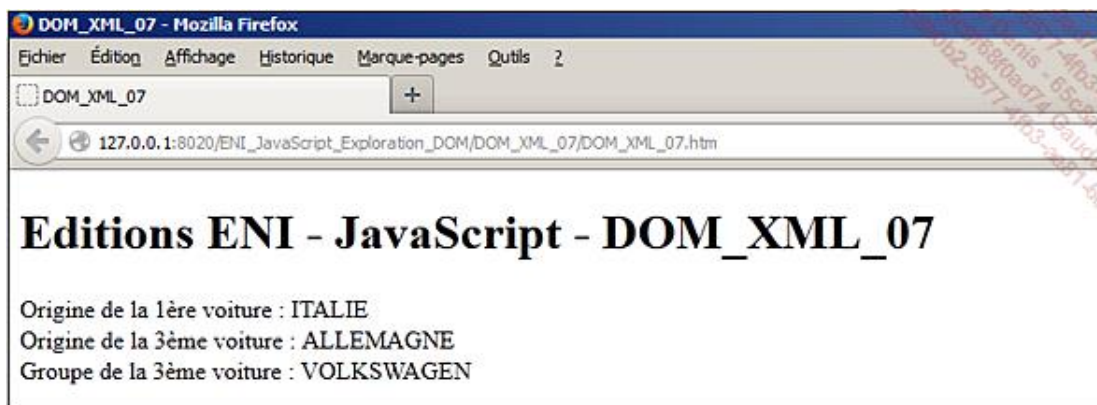 DOM_XML_07 - Mozilla Firefox
Fichier Édition Affichage Historique Marque-pages Outils ?
DOM_XML_07 +
127.0.0.1:8020/ENI_JavaScript_Exploration_DOM/DOM_XML_07/DOM_XML_07.htm
Editions ENI - JavaScript - DOM_XML_07
Origine de la 1ère voiture : ITALIE
Origine de la 3ème voiture : ALLEMAGNE
Groupe de la 3ème voiture : VOLKSWAGEN